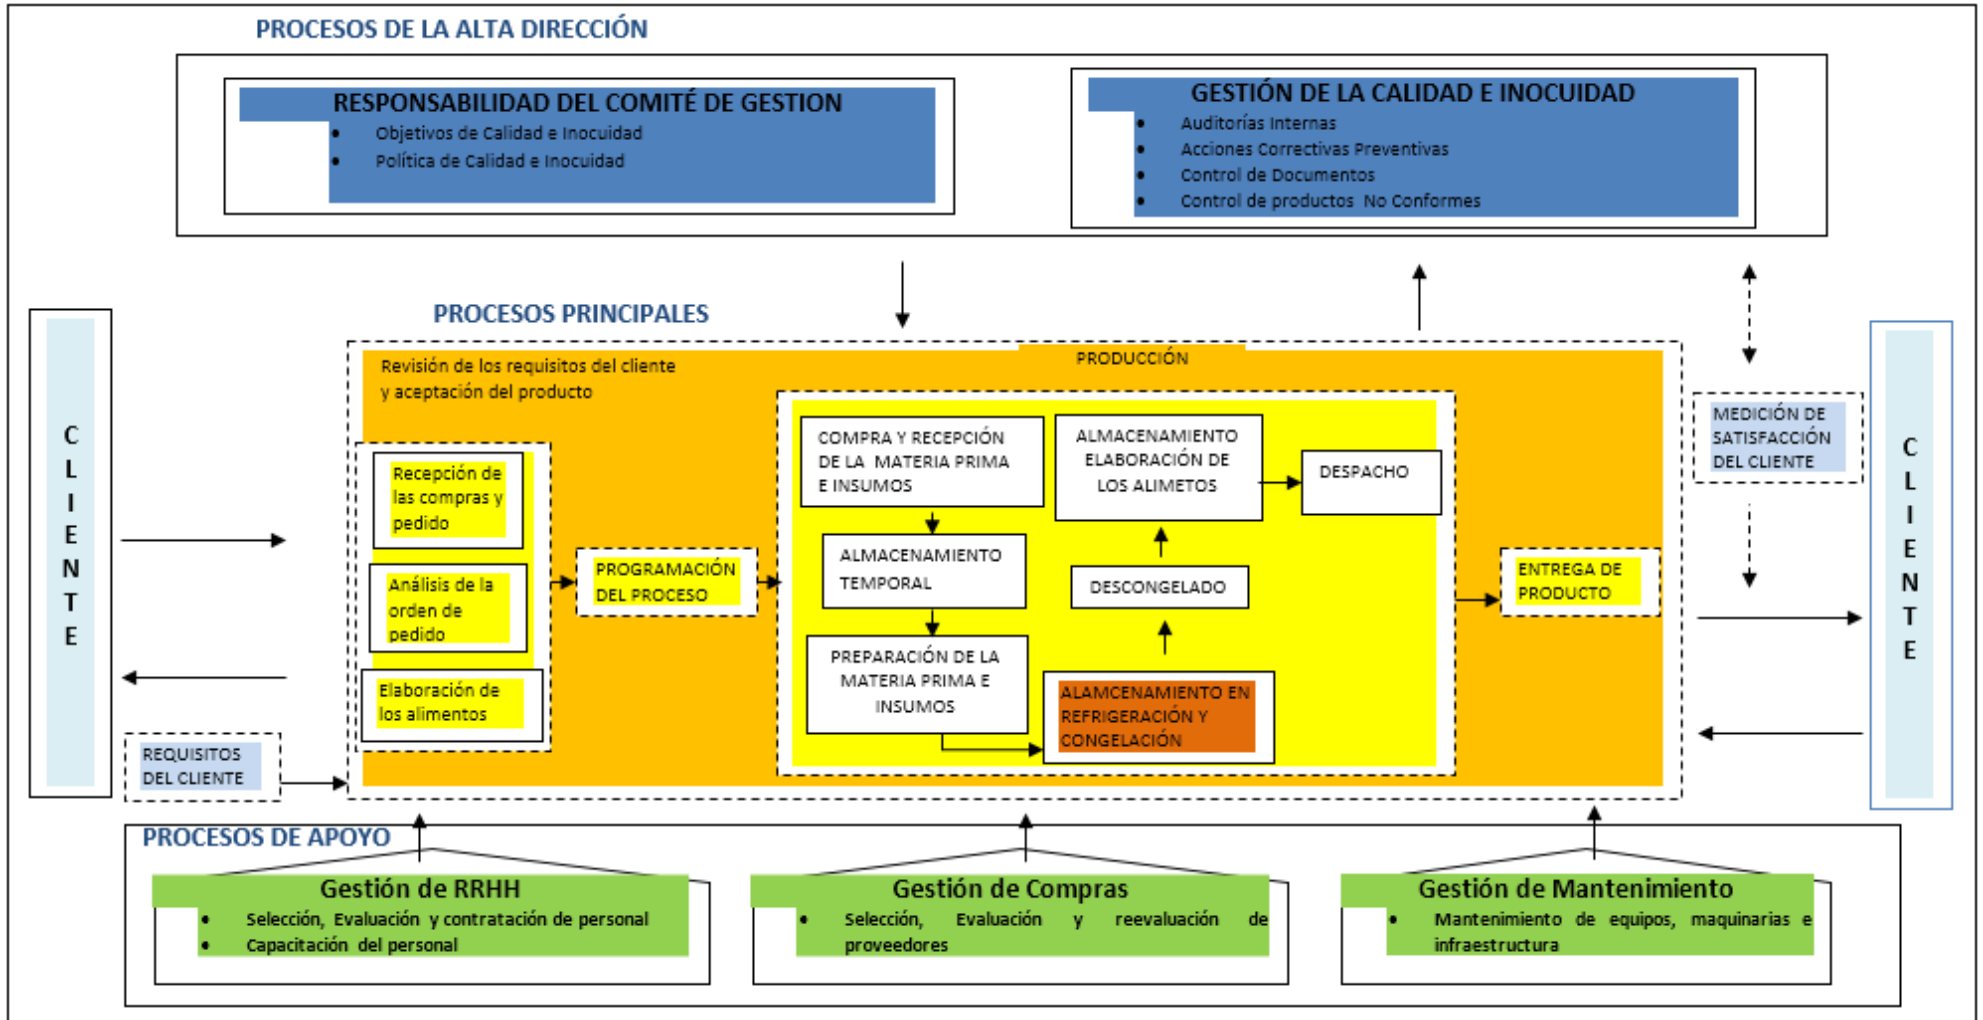 PROCESOS DE LA ALTA DIRECCIÓN
RESPONSABILIDAD DEL COMITÉ DE GESTION
• Objetivos de Calidad e Inocuidad
• Política de Calidad e Inocuidad
GESTIÓN DE LA CALIDAD E INOCUIDAD
• Auditorías Internas
• Acciones Correctivas Preventivas
• Control de Documentos
• Control de productos No Conformes
PROCESOS PRINCIPALES
CLIENTE
REQUISITOS
DEL CLIENTE
Revisión de los requisitos del cliente
y aceptación del producto
Recepción de
las compras y
pedido
Análisis de la
orden de
pedido
Elaboración de
los alimentos
PROGRAMACIÓN
DEL PROCESO
PRODUCCIÓN
COMPRA Y RECEPCIÓN
DE LA MATERIA PRIMA
E INSUMOS
ALMACENAMIENTO
TEMPORAL
PREPARACIÓN DE LA
MATERIA PRIMA E
INSUMOS
ALAMCENAMIENTO EN
REFRIGERACIÓN Y
CONGELACIÓN
DESCONGELADO
ALMACENAMIENTO
ELABORACIÓN DE
LOS ALIMETOS
DESPACHO
ENTREGA DE
PRODUCTO
MEDICIÓN DE
SATISFACCIÓN
DEL CLIENTE
CLIENTE
PROCESOS DE APOYO
Gestión de RRHH
• Selección, Evaluación y contratación de personal
• Capacitación del personal
Gestión de Compras
• Selección, Evaluación y reevaluación de
proveedores
Gestión de Mantenimiento
• Mantenimiento de equipos, maquinarias e
infraestructura